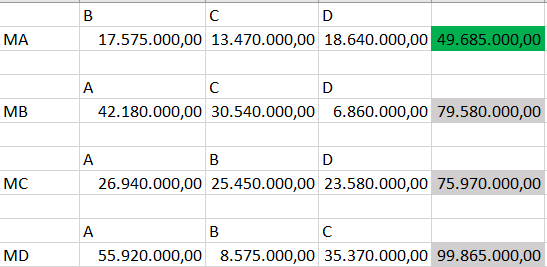 B C D
MA 17.575.000,00 13.470.000,00 18.640.000,00 49.685.000,00
A C D
MB 42.180.000,00 30.540.000,00 6.860.000,00 79.580.000,00
A B D
MC 26.940.000,00 25.450.000,00 23.580.000,00 75.970.000,00
A B C
MD 55.920.000,00 8.575.000,00 35.370.000,00 99.865.000,00